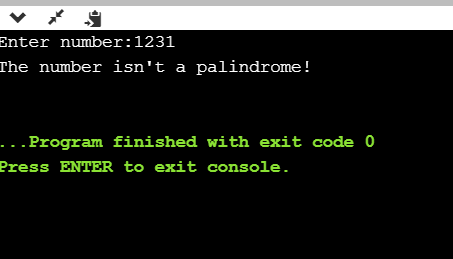 Enter number:1231
The number isn't a palindrome!
...Program finished with exit code 0
Press ENTER to exit console.